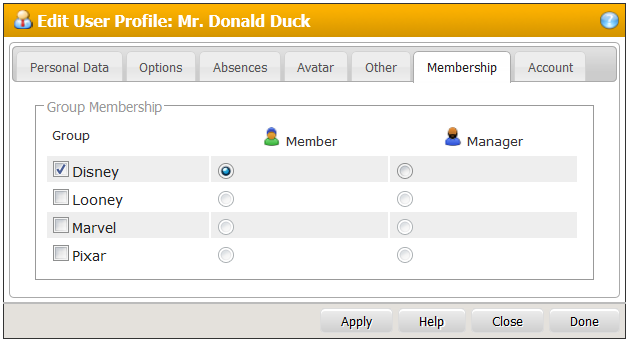 Edit User Profile: Mr. Donald Duck
?
Personal Data Options Absences Avatar Other Membership Account
Group Membership
Group Member Manager
Disney
Looney
Marvel
Pixar
Apply Help Close Done